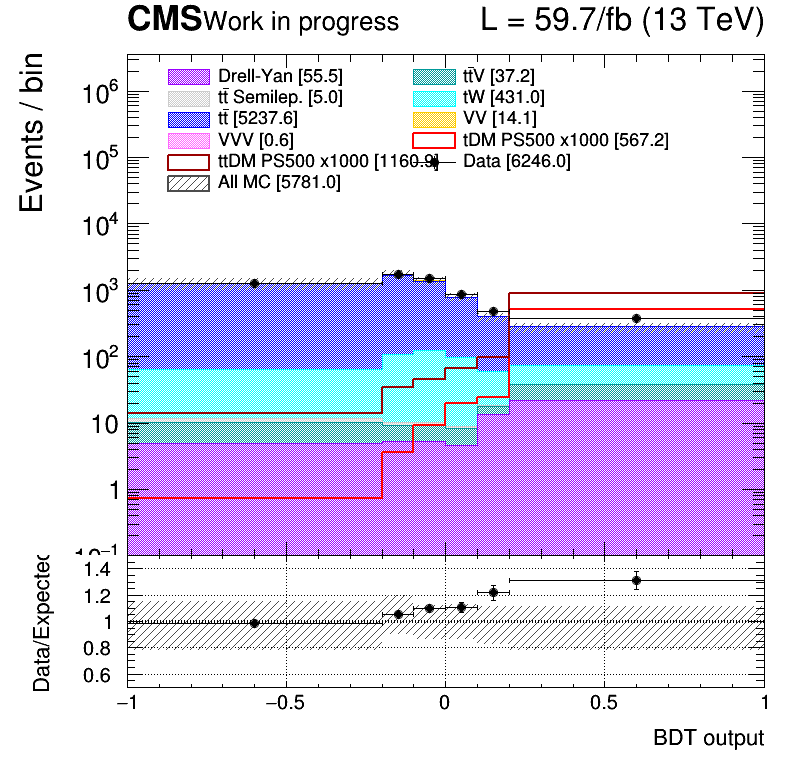 CMS Work in progress L = 59.7/fb (13 TeV)
Events / bin
Drell-Yan [55.5] tt̄V [37.2]
tt̄ Semilep. [5.0] tW [431.0]
tt̄ [5237.6] VV [14.1]
VVV [0.6] tDM PS500 x1000 [567.2]
ttDM PS500 x1000 [1160.9] Data [6246.0]
All MC [5781.0]
10⁶
10⁵
10⁴
10³
10²
10
1
10⁻¹
Data/Expected
1.4
1.2
1
0.8
0.6
−1 −0.5 0 0.5 1
BDT output